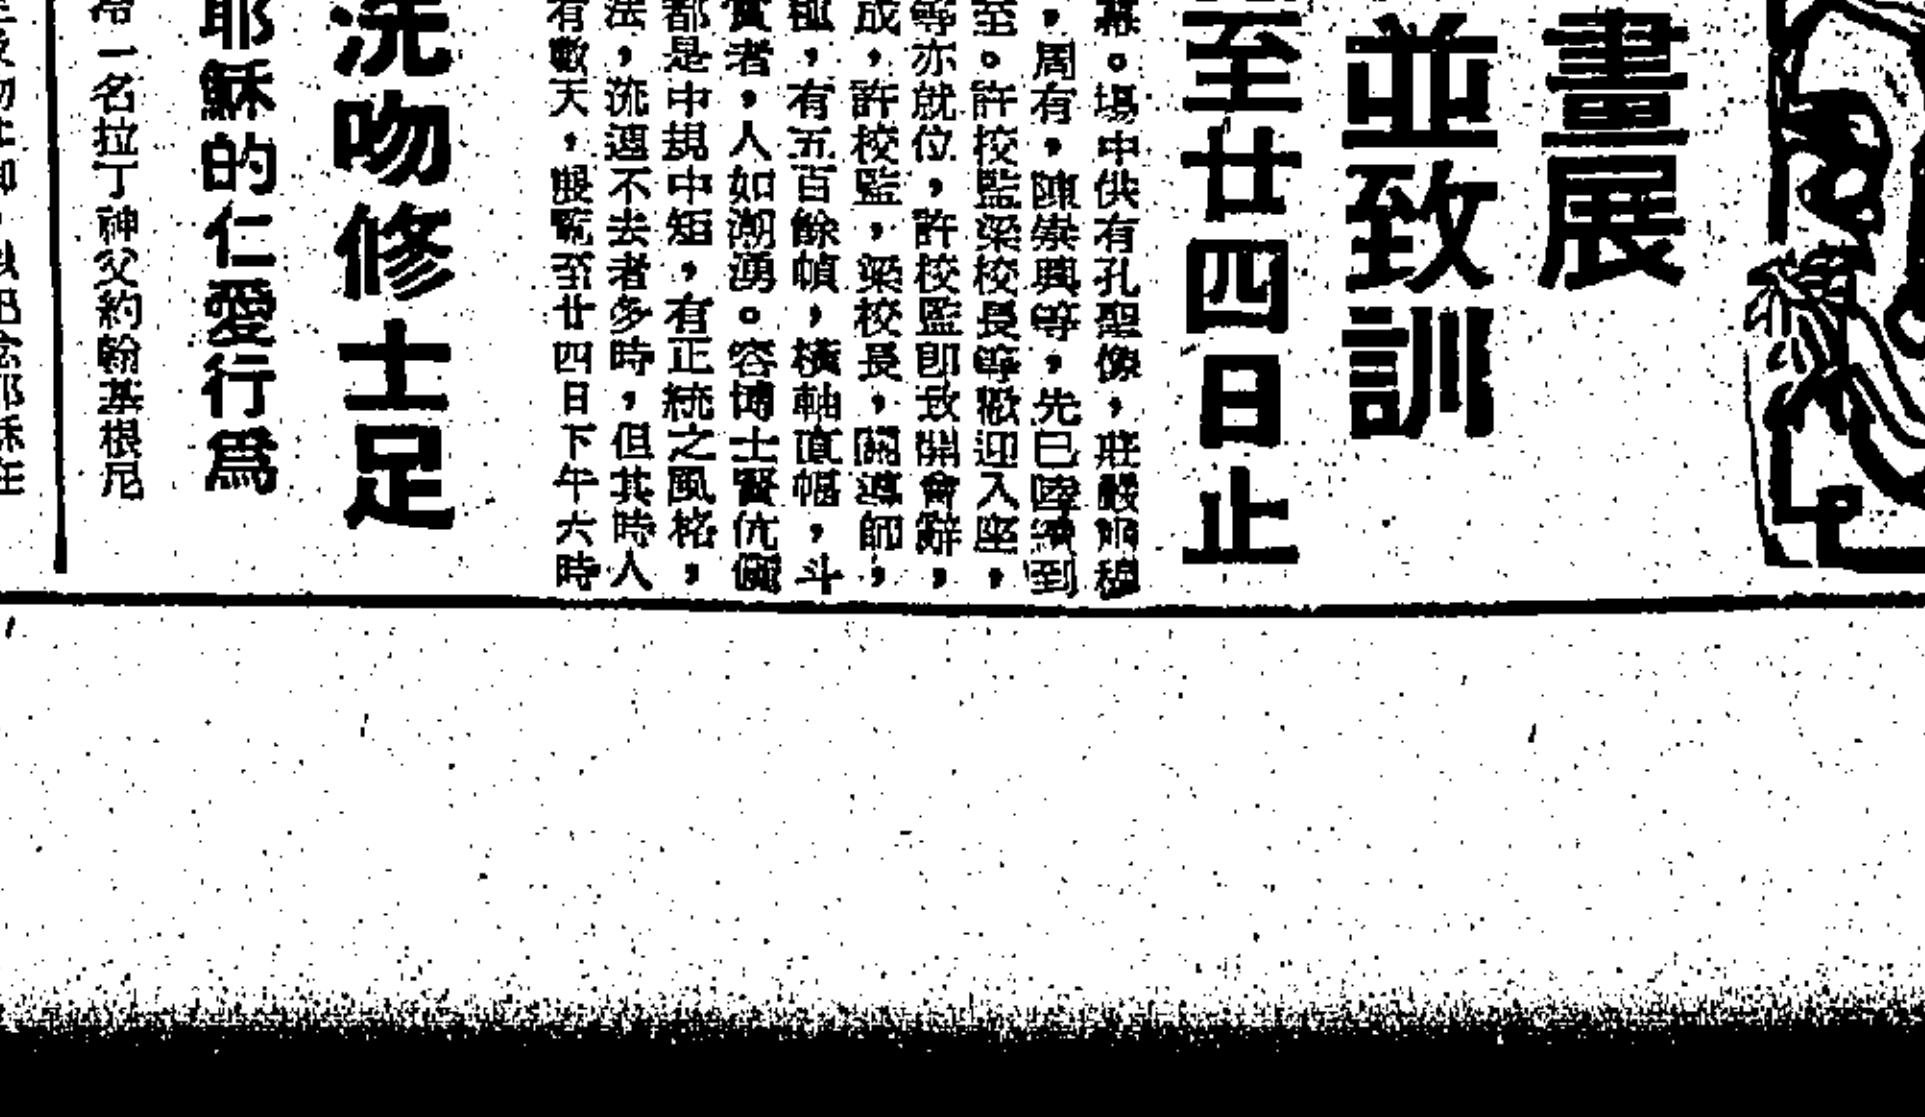 畫展
並致訓
至廿四日止
幕。場中供有孔聖像，莊嚴肅穆
，周有，陳崇興等，先已陸續到
至。許校監梁校長等歡迎入座，
等亦就位，許校監卽致開會辭，
成，許校監，梁校長，關導師，
，有五百餘幀，橫軸直幅，斗
賞者，人如潮湧。容博士賢伉儷
都是中規中矩，有正統之風格，
法，流連不去者多時，但其時人
有數天，展覽至廿四日下午六時
洗吻修士足
耶穌的仁愛行爲
一名拉丁神父約翰基根尼